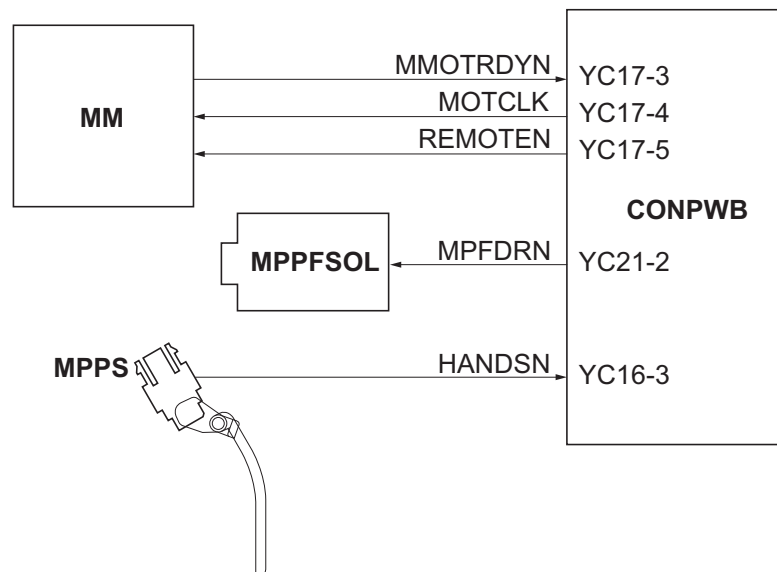 MM
MMOTRDYN
YC17-3
MOTCLK
YC17-4
REMOTEN
YC17-5
CONPWB
MPPFSOL
MPFDRN
YC21-2
MPPS
HANDSN
YC16-3